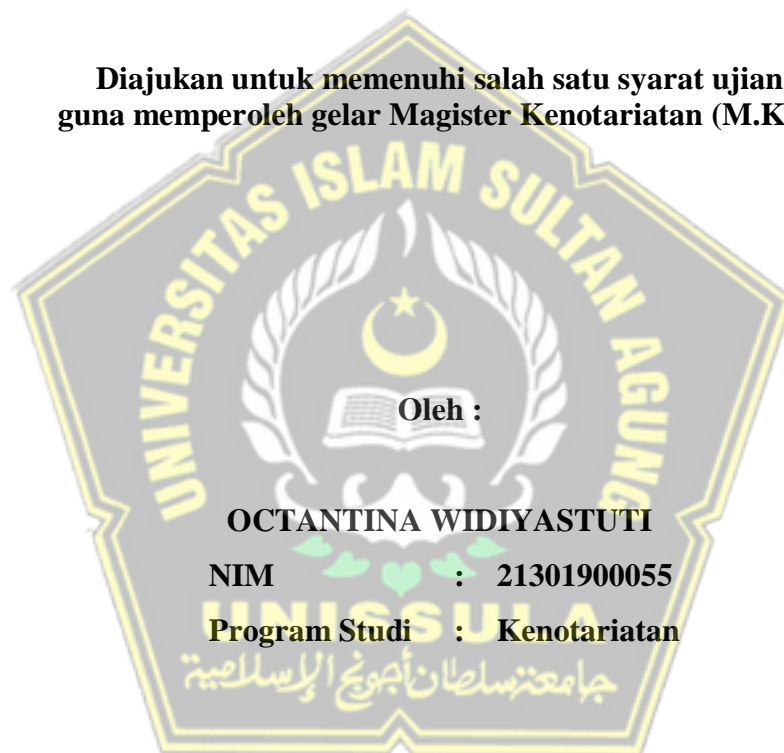 Diajukan untuk memenuhi salah satu syarat ujian
guna memperoleh gelar Magister Kenotariatan (M.K
UNIVERSITAS ISLAM SULTAN AGUNG
Oleh :
OCTANTINA WIDIYASTUTI
NIM : 21301900055
Program Studi : Kenotariatan
UNISSULA
جامعة سلطان أجونج الإسلامية